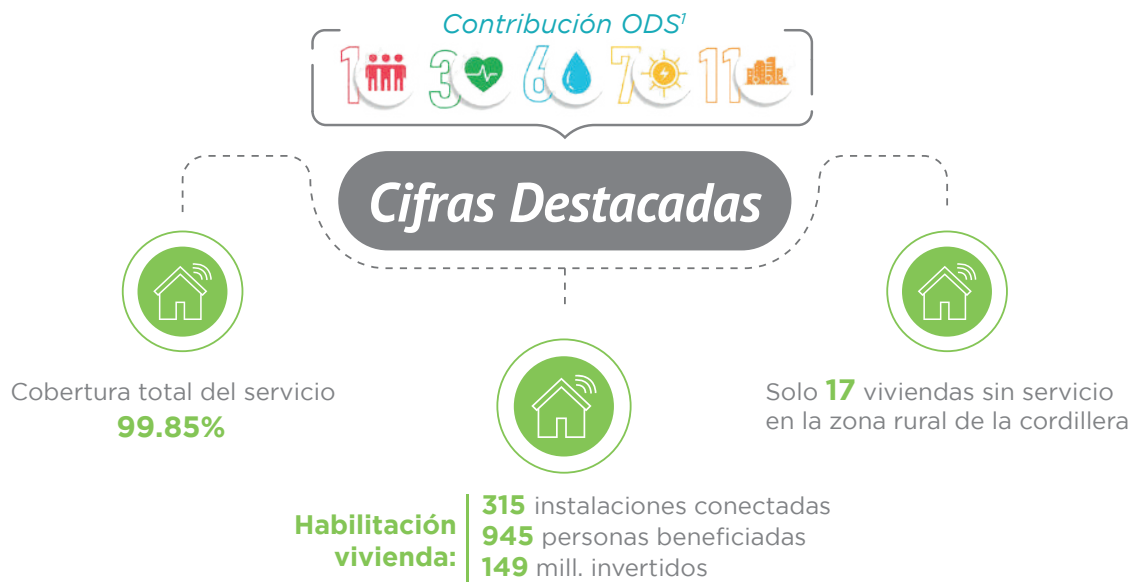 Contribución ODS¹
1 3 6 7 11
Cifras Destacadas
Cobertura total del servicio
99.85%
Solo 17 viviendas sin servicio
en la zona rural de la cordillera
Habilitación
vivienda:
315 instalaciones conectadas
945 personas beneficiadas
149 mill. invertidos